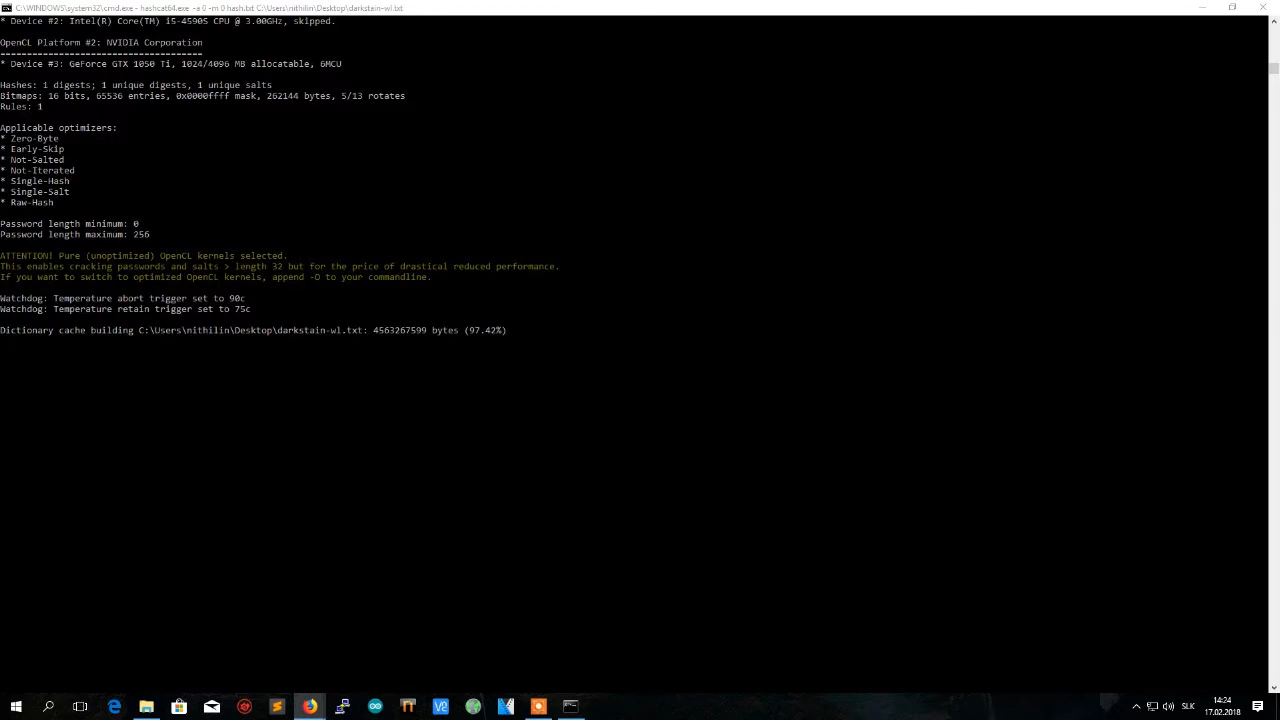 C:\WINDOWS\system32\cmd.exe - hashcat64.exe -a 0 -m 0 hash.txt C:\Users\nithilin\Desktop\darkstain-wl.txt
* Device #2: Intel(R) Core(TM) i5-4590S CPU @ 3.00GHz, skipped.
OpenCL Platform #2: NVIDIA Corporation
======================================
* Device #3: GeForce GTX 1050 Ti, 1024/4096 MB allocatable, 6MCU
Hashes: 1 digests; 1 unique digests, 1 unique salts
Bitmaps: 16 bits, 65536 entries, 0x0000ffff mask, 262144 bytes, 5/13 rotates
Rules: 1
Applicable optimizers:
* Zero-Byte
* Early-Skip
* Not-Salted
* Not-Iterated
* Single-Hash
* Single-Salt
* Raw-Hash
Password length minimum: 0
Password length maximum: 256
ATTENTION! Pure (unoptimized) OpenCL kernels selected.
This enables cracking passwords and salts > length 32 but for the price of drastical reduced performance.
If you want to switch to optimized OpenCL kernels, append -O to your commandline.
Watchdog: Temperature abort trigger set to 90c
Watchdog: Temperature retain trigger set to 75c
Dictionary cache building C:\Users\nithilin\Desktop\darkstain-wl.txt: 4563267599 bytes (97.42%)
SLK
14:24
17.02.2018